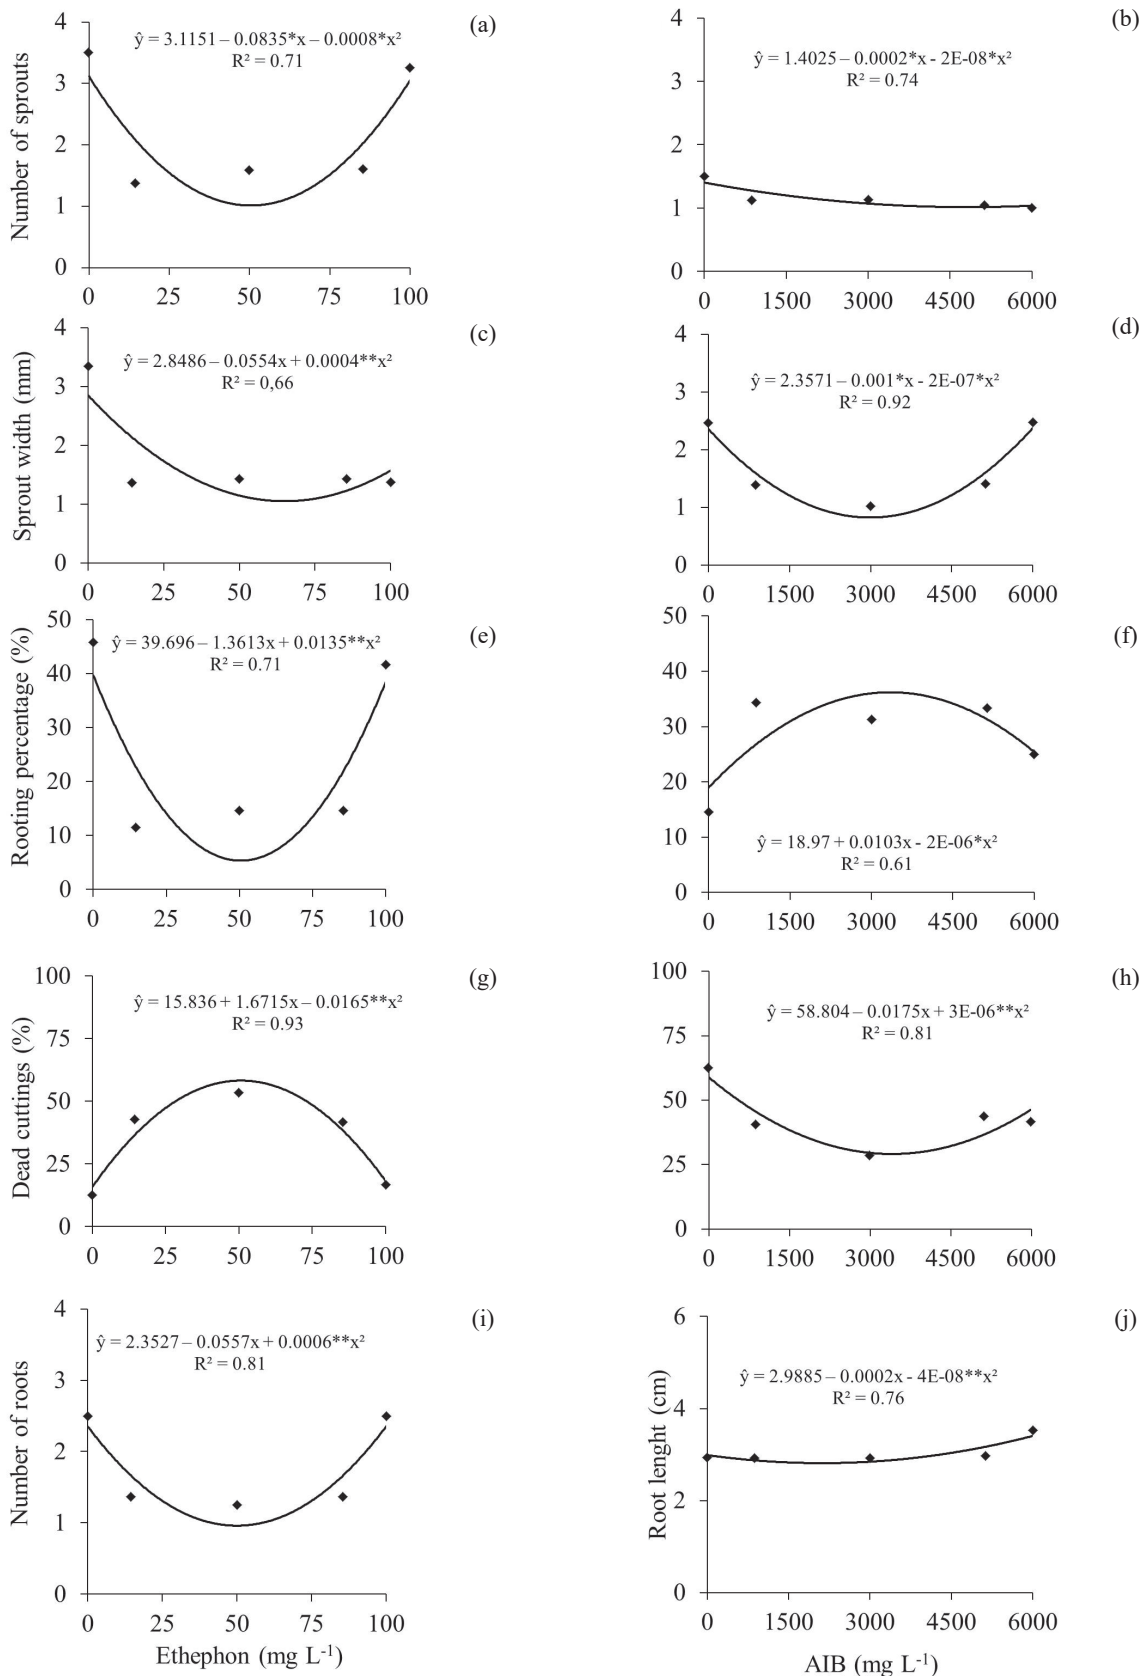 (a)
ŷ = 3.1151 – 0.0835*x – 0.0008*x²
R² = 0.71
Number of sprouts
4
3
2
1
0
0 25 50 75 100
(b)
ŷ = 1.4025 – 0.0002*x - 2E-08*x²
R² = 0.74
4
3
2
1
0
0 1500 3000 4500 6000
(c)
ŷ = 2.8486 – 0.0554x + 0.0004**x²
R² = 0,66
Sprout width (mm)
4
3
2
1
0
0 25 50 75 100
(d)
ŷ = 2.3571 – 0.001*x - 2E-07*x²
R² = 0.92
4
3
2
1
0
0 1500 3000 4500 6000
(e)
ŷ = 39.696 – 1.3613x + 0.0135**x²
R² = 0.71
Rooting percentage (%)
50
40
30
20
10
0
0 25 50 75 100
(f)
50
40
30
20
10
0
ŷ = 18.97 + 0.0103x - 2E-06*x²
R² = 0.61
0 1500 3000 4500 6000
(g)
ŷ = 15.836 + 1.6715x – 0.0165**x²
R² = 0.93
Dead cuttings (%)
100
75
50
25
0
0 25 50 75 100
(h)
ŷ = 58.804 – 0.0175x + 3E-06**x²
R² = 0.81
100
75
50
25
0
0 1500 3000 4500 6000
(i)
ŷ = 2.3527 – 0.0557x + 0.0006**x²
R² = 0.81
Number of roots
4
3
2
1
0
0 25 50 75 100
Ethephon (mg L⁻¹)
(j)
ŷ = 2.9885 – 0.0002x - 4E-08**x²
R² = 0.76
Root lenght (cm)
6
4
2
0
0 1500 3000 4500 6000
AIB (mg L⁻¹)